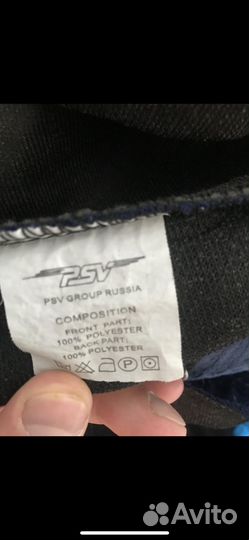 PSV
PSV GROUP RUSSIA
COMPOSITION
FRONT PART:
100% POLYESTER
BACK PART:
100% POLYESTER
P
Avito